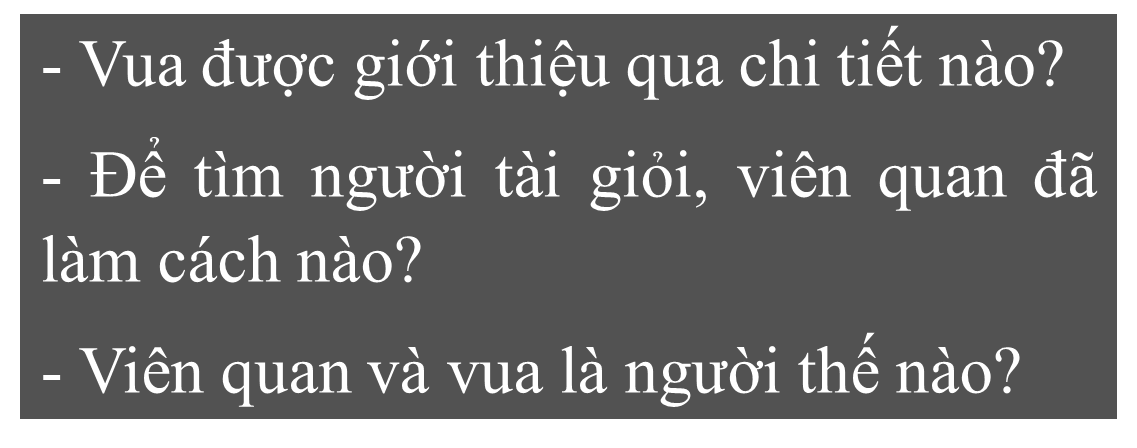 - Vua được giới thiệu qua chi tiết nào?
- Để tìm người tài giỏi, viên quan đã
làm cách nào?
- Viên quan và vua là người thế nào?